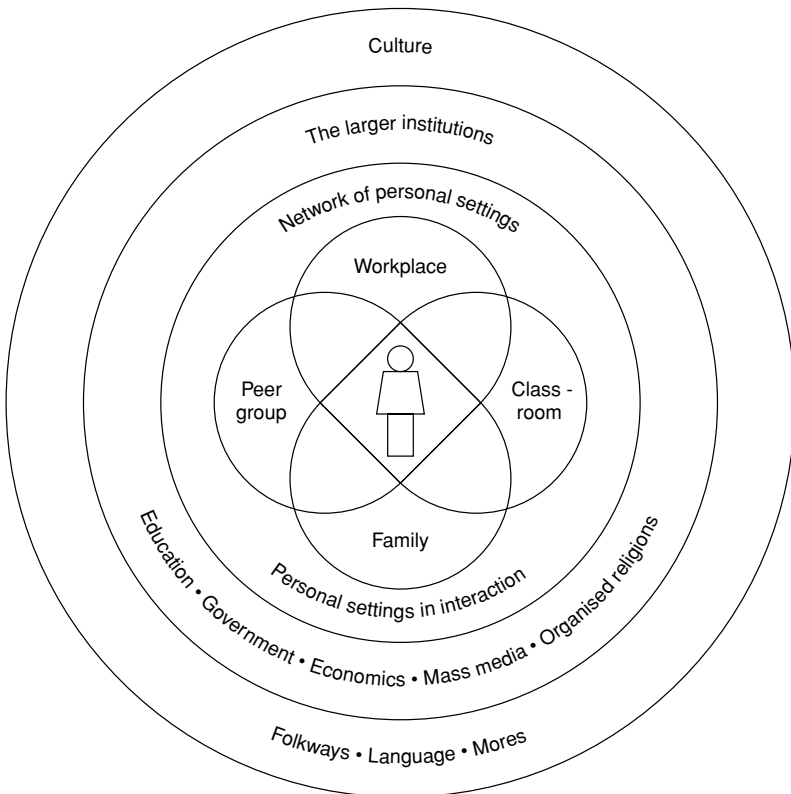 Culture
The larger institutions
Network of personal settings
Workplace
Peer
group
Class -
room
Family
Personal settings in interaction
Education • Government • Economics • Mass media • Organised religions
Folkways • Language • Mores